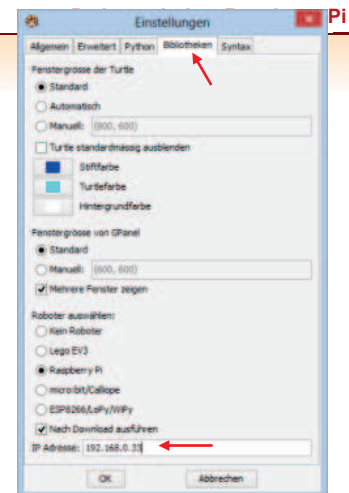 Pi
Einstellungen
Allgemein Erweitert Python Bibliotheken Syntax
Fenstergrösse der Turtle
Standard
Automatisch
Manuell: (800, 600)
Turtle standardmässig ausblenden
Stiftfarbe
Turtlefarbe
Hintergrundfarbe
Fenstergrösse von GPanel
Standard
Manuell: (600, 600)
Mehrere Fenster zeigen
Roboter auswählen:
Kein Roboter
Lego EV3
Raspberry Pi
micro:bit/Calliope
ESP8266/LoPy/WiPy
Nach Download ausführen
IP Adresse: 192.168.0.33
OK Abbrechen